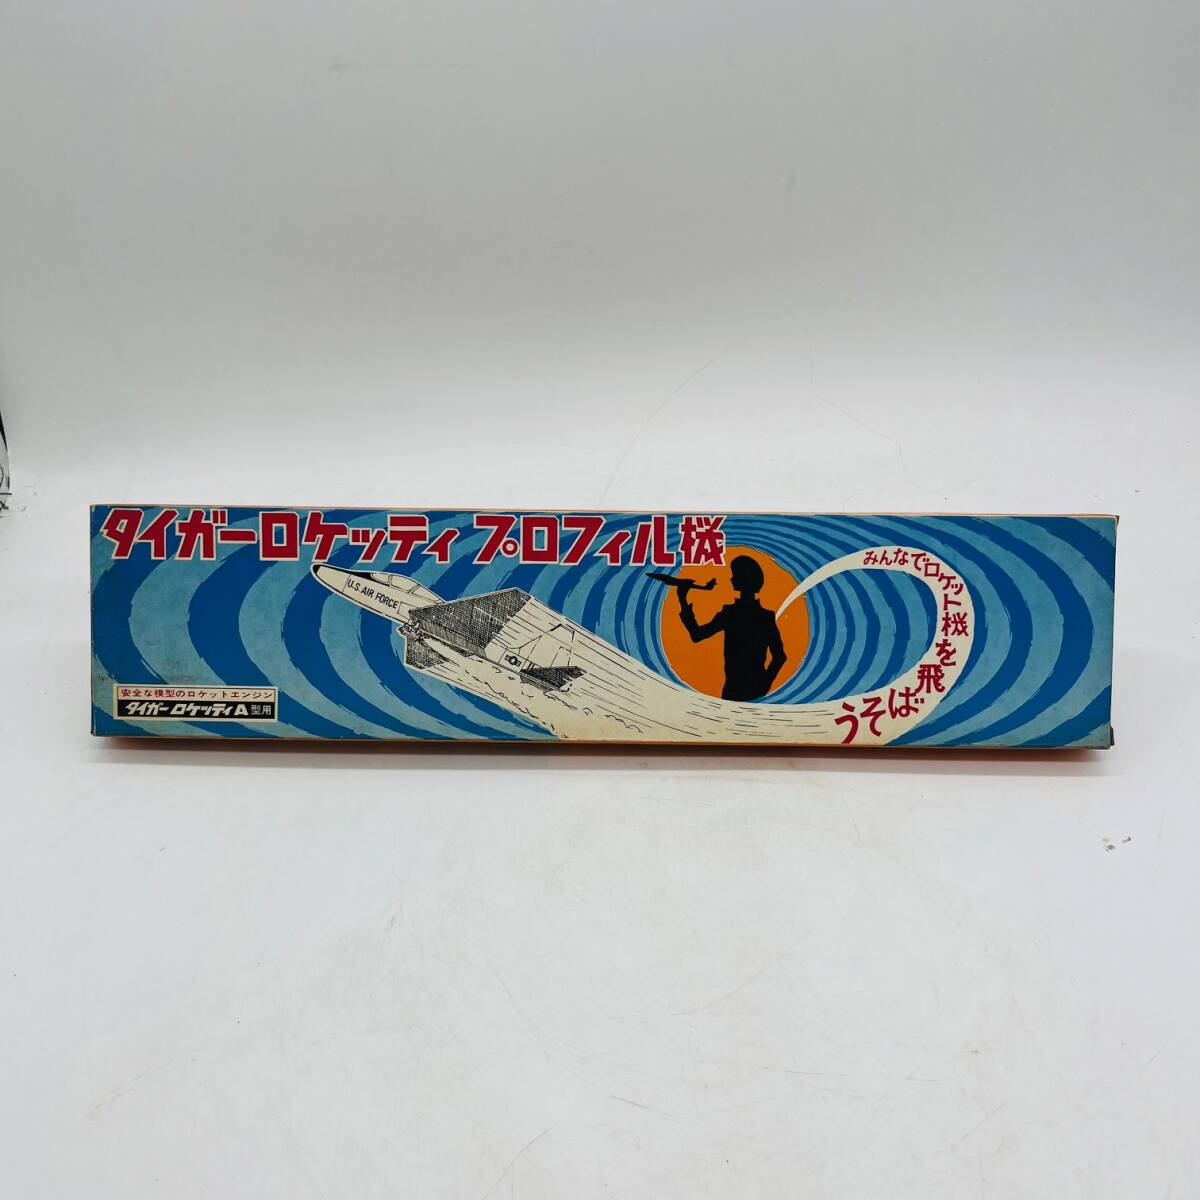 タイガーロケッティ プロフィル機
U.S. AIR FORCE
みんなでロケット機を飛ばそう
安全な模型のロケットエンジン
タイガーロケッティA型用